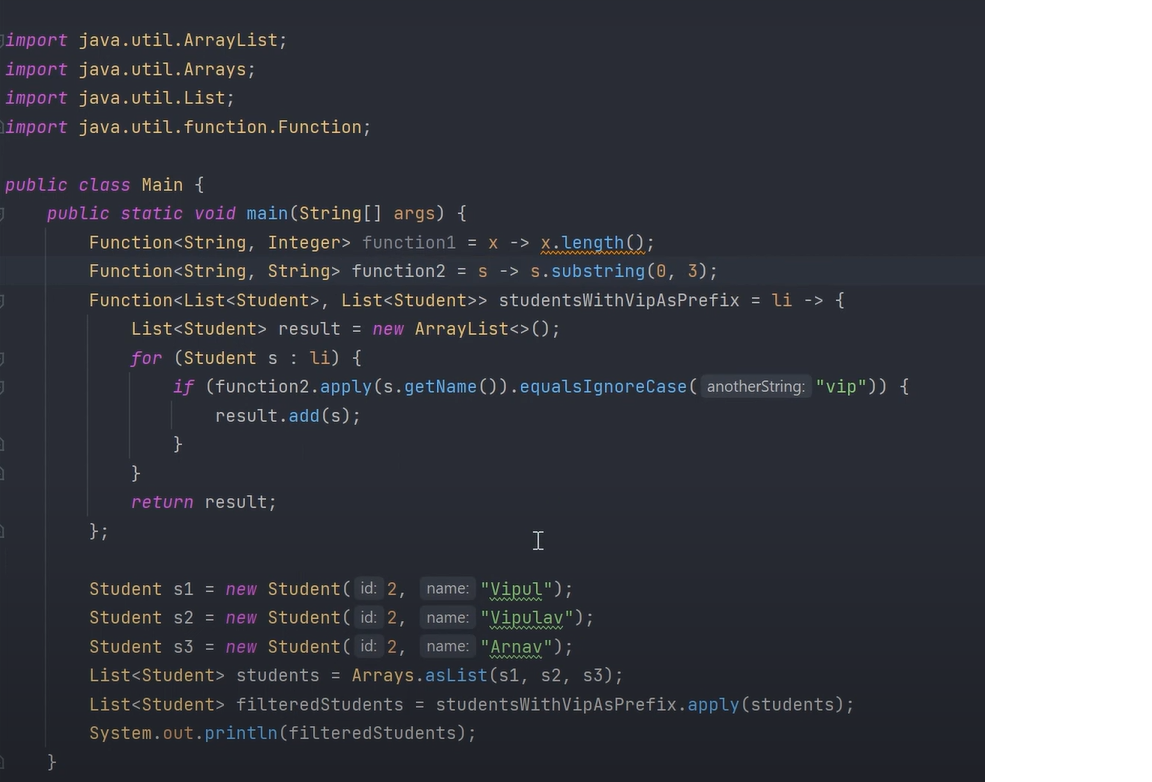 import java.util.ArrayList;
import java.util.Arrays;
import java.util.List;
import java.util.function.Function;

public class Main {
    public static void main(String[] args) {
        Function<String, Integer> function1 = x -> x.length();
        Function<String, String> function2 = s -> s.substring(0, 3);
        Function<List<Student>, List<Student>> studentsWithVipAsPrefix = li -> {
            List<Student> result = new ArrayList<>();
            for (Student s : li) {
                if (function2.apply(s.getName()).equalsIgnoreCase( anotherString: "vip")) {
                    result.add(s);
                }
            }
            return result;
        };

        Student s1 = new Student( id: 2, name: "Vipul");
        Student s2 = new Student( id: 2, name: "Vipulav");
        Student s3 = new Student( id: 2, name: "Arnav");
        List<Student> students = Arrays.asList(s1, s2, s3);
        List<Student> filteredStudents = studentsWithVipAsPrefix.apply(students);
        System.out.println(filteredStudents);
    }